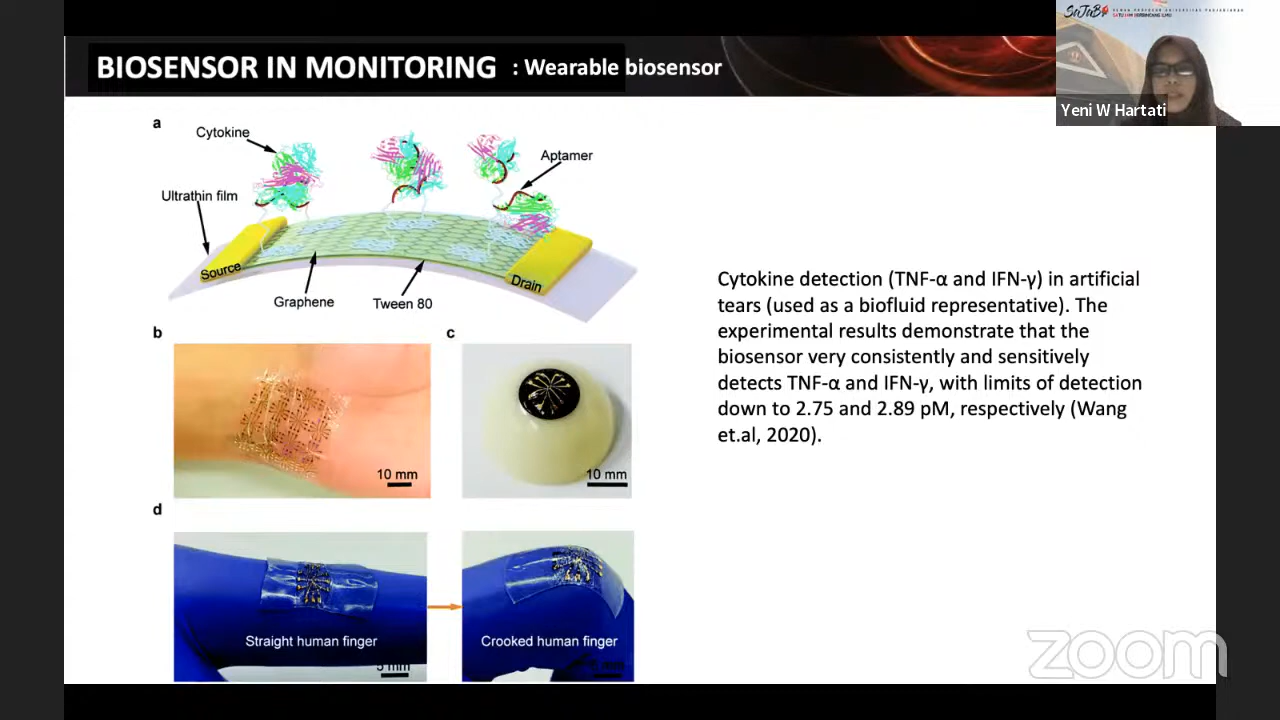 BIOSENSOR IN MONITORING : Wearable biosensor
SaJaBi
Yeni W Hartati
a
Cytokine
Aptamer
Ultrathin film
Source
Drain
Graphene
Tween 80
b
c
10 mm
10 mm
d
Straight human finger
Crooked human finger
5 mm
Cytokine detection (TNF-α and IFN-γ) in artificial
tears (used as a biofluid representative). The
experimental results demonstrate that the
biosensor very consistently and sensitively
detects TNF-α and IFN-γ, with limits of detection
down to 2.75 and 2.89 pM, respectively (Wang
et.al, 2020).
zoom